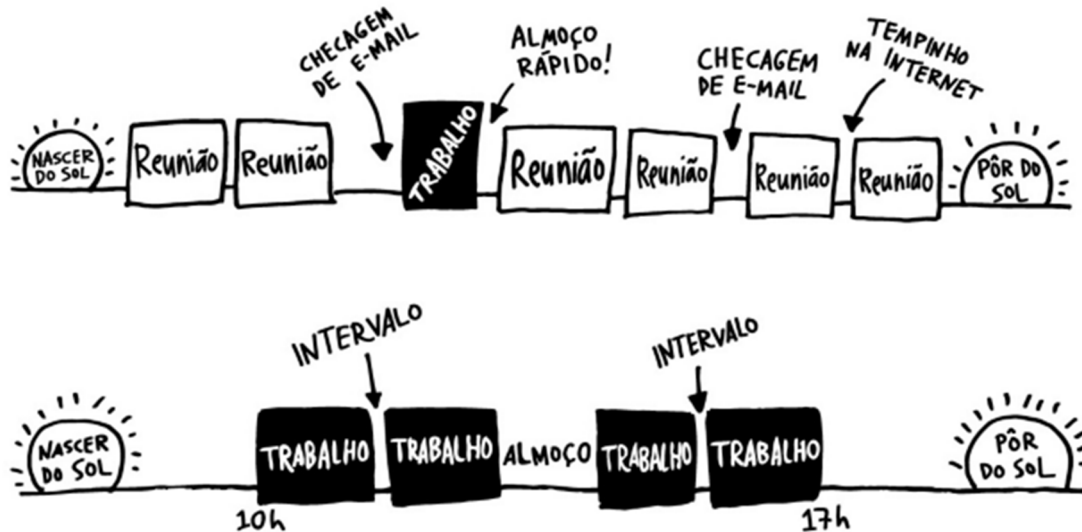 CHECAGEM
DE E-MAIL
ALMOÇO
RÁPIDO!
CHECAGEM
DE E-MAIL
TEMPINHO
NA INTERNET
NASCER
DO SOL
Reunião
Reunião
TRABALHO
Reunião
Reunião
Reunião
Reunião
PÔR DO
SOL
INTERVALO
INTERVALO
NASCER
DO SOL
TRABALHO
TRABALHO
ALMOÇO
TRABALHO
TRABALHO
PÔR
DO SOL
10h
17h